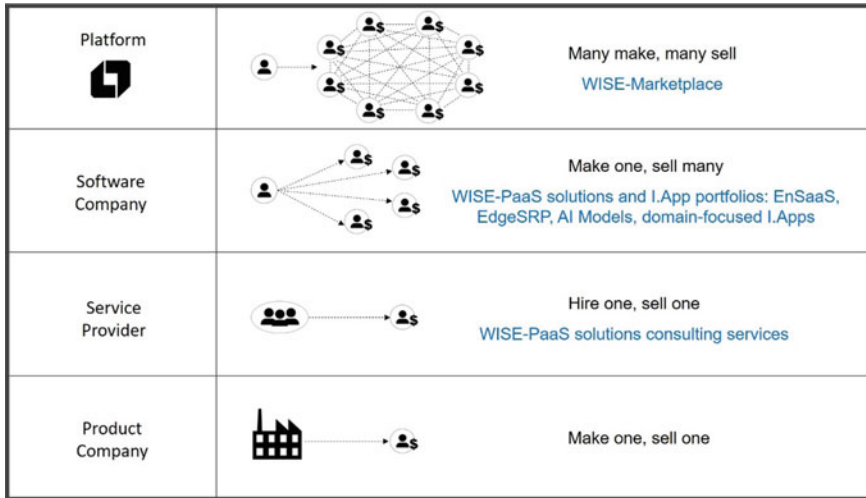 Platform
Many make, many sell
WISE-Marketplace
Software
Company
Make one, sell many
WISE-PaaS solutions and I.App portfolios: EnSaaS,
EdgeSRP, AI Models, domain-focused I.Apps
Service
Provider
Hire one, sell one
WISE-PaaS solutions consulting services
Product
Company
Make one, sell one
$
$
$
$
$
$
$
$
$
$
$
$
$
$